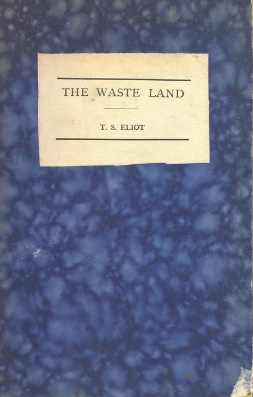 THE WASTE LAND
T. S. ELIOT